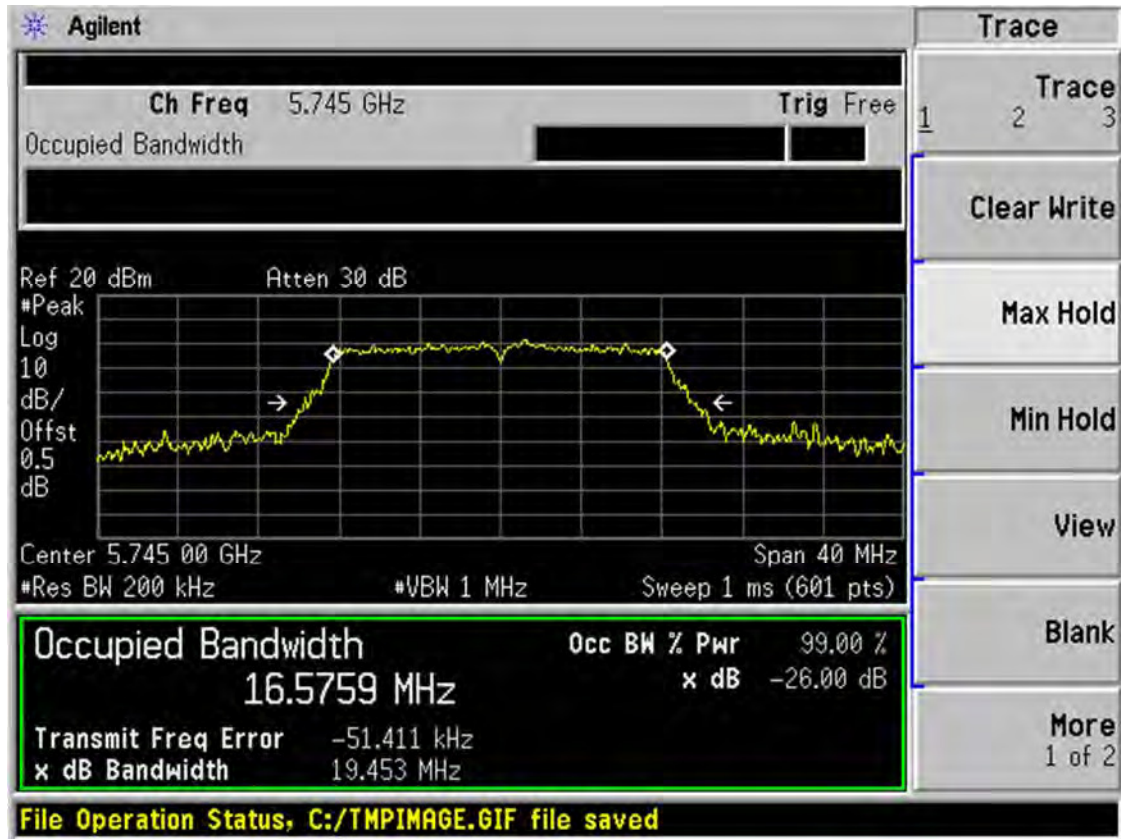 Agilent
Trace
Ch Freq 5.745 GHz Trig Free
Occupied Bandwidth
Trace
1 2 3
Clear Write
Max Hold
Min Hold
View
Blank
More
1 of 2
Ref 20 dBm Atten 30 dB
#Peak
Log
10
dB/
Offst
0.5
dB
Center 5.745 00 GHz Span 40 MHz
#Res BW 200 kHz #VBW 1 MHz Sweep 1 ms (601 pts)
Occupied Bandwidth
16.5759 MHz
Occ BW % Pwr 99.00 %
x dB -26.00 dB
Transmit Freq Error -51.411 kHz
x dB Bandwidth 19.453 MHz
File Operation Status, C:/TMPIMAGE.GIF file saved